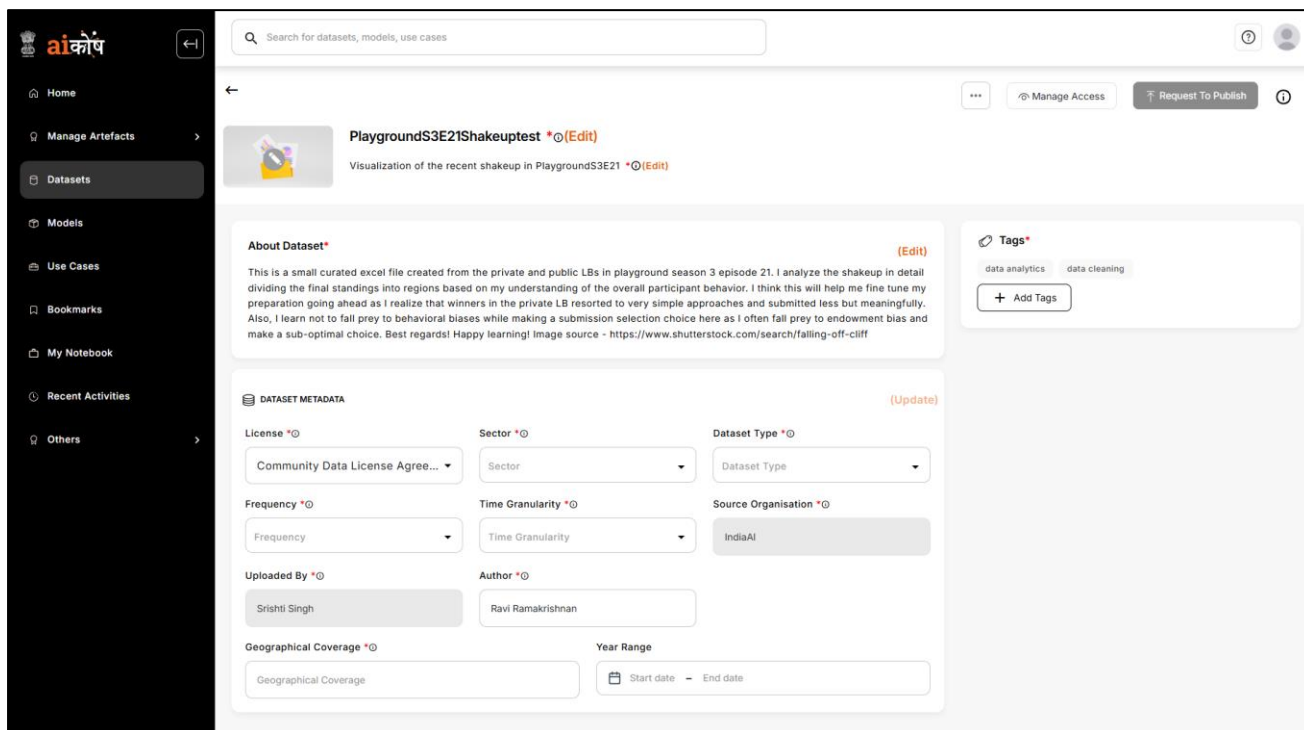 aiकोष
Search for datasets, models, use cases
Home
Manage Artefacts
Datasets
Models
Use Cases
Bookmarks
My Notebook
Recent Activities
Others
Manage Access
Request To Publish
PlaygroundS3E21Shakeuptest *(Edit)
Visualization of the recent shakeup in PlaygroundS3E21 *(Edit)
About Dataset*
(Edit)
This is a small curated excel file created from the private and public LBs in playground season 3 episode 21. I analyze the shakeup in detail
dividing the final standings into regions based on my understanding of the overall participant behavior. I think this will help me fine tune my
preparation going ahead as I realize that winners in the private LB resorted to very simple approaches and submitted less but meaningfully.
Also, I learn not to fall prey to behavioral biases while making a submission selection choice here as I often fall prey to endowment bias and
make a sub-optimal choice. Best regards! Happy learning! Image source - https://www.shutterstock.com/search/falling-off-cliff
Tags*
data analytics data cleaning
+ Add Tags
DATASET METADATA
(Update)
License * Sector * Dataset Type *
Community Data License Agree... Sector Dataset Type
Frequency * Time Granularity * Source Organisation *
Frequency Time Granularity IndiaAI
Uploaded By * Author *
Srishti Singh Ravi Ramakrishnan
Geographical Coverage * Year Range
Geographical Coverage Start date – End date